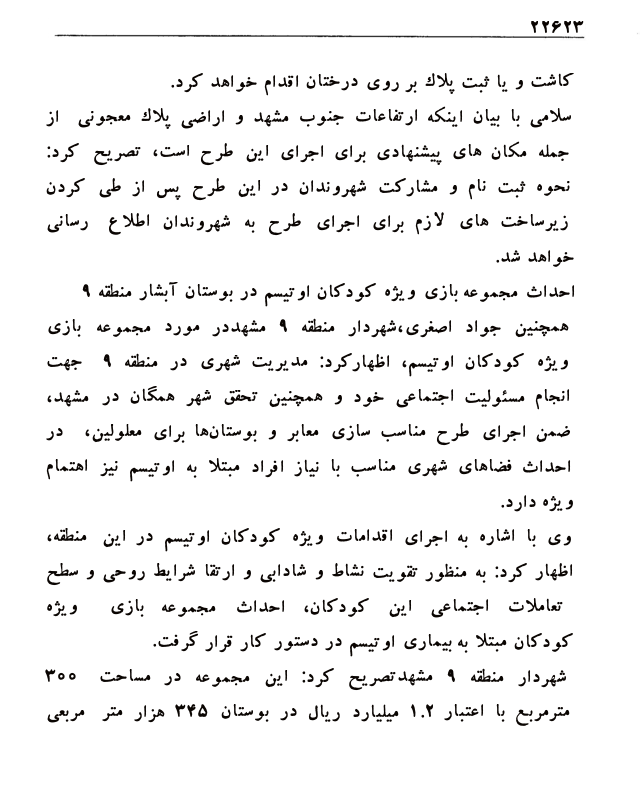 ۲۲۶۲۳
کاشت و یا ثبت پلاك بر روی درختان اقدام خواهد کرد.
سلامی با بیان اینکه ارتفاعات جنوب مشهد و اراضی پلاك معجونی از
جمله مکان های پیشنهادی برای اجرای این طرح است، تصریح کرد:
نحوه ثبت نام و مشارکت شهروندان در این طرح پس از طی کردن
زیرساخت های لازم برای اجرای طرح به شهروندان اطلاع رسانی
خواهد شد.
احداث مجموعه بازی ویژه کودکان اوتیسم در بوستان آبشار منطقه ۹
همچنین جواد اصغری،شهردار منطقه ۹ مشهددر مورد مجموعه بازی
ویژه کودکان اوتیسم، اظهارکرد: مدیریت شهری در منطقه ۹ جهت
انجام مسئولیت اجتماعی خود و همچنین تحقق شهر همگان در مشهد،
ضمن اجرای طرح مناسب سازی معابر و بوستان‌ها برای معلولین، در
احداث فضاهای شهری مناسب با نیاز افراد مبتلا به اوتیسم نیز اهتمام
ویژه دارد.
وی با اشاره به اجرای اقدامات ویژه کودکان اوتیسم در این منطقه،
اظهار کرد: به منظور تقویت نشاط و شادابی و ارتقا شرایط روحی و سطح
تعاملات اجتماعی این کودکان، احداث مجموعه بازی ویژه
کودکان مبتلا به بیماری اوتیسم در دستور کار قرار گرفت.
شهردار منطقه ۹ مشهدتصریح کرد: این مجموعه در مساحت ۳۰۰
مترمربع با اعتبار ۱.۲ میلیارد ریال در بوستان ۳۴۵ هزار متر مربعی